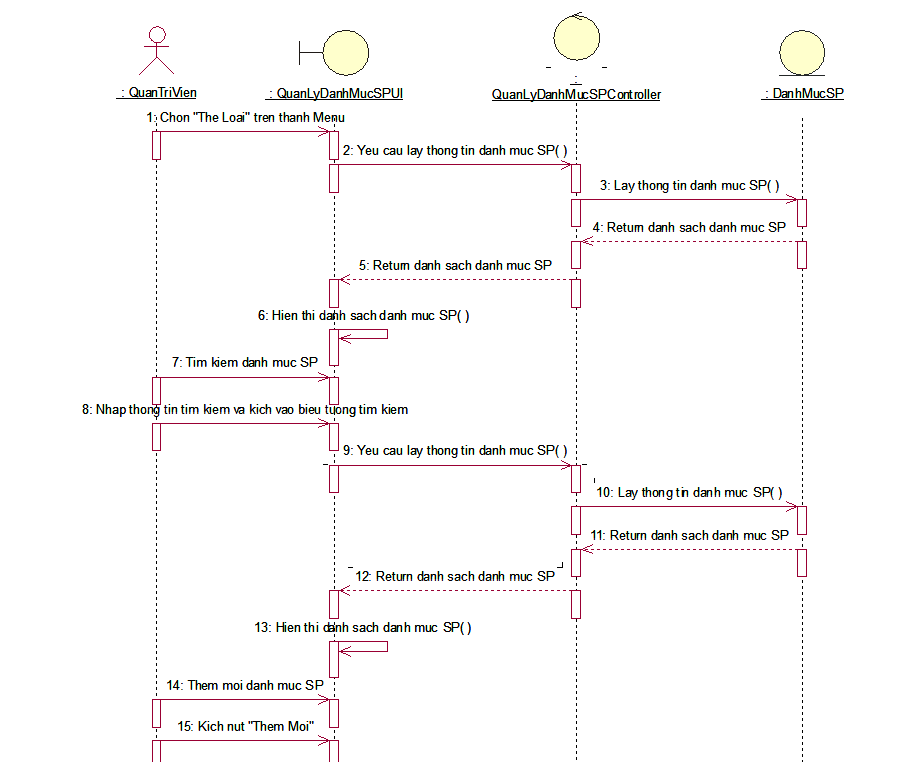 : QuanTriVien
: QuanLyDanhMucSPUI
:
QuanLyDanhMucSPController
: DanhMucSP
1: Chon "The Loai" tren thanh Menu
2: Yeu cau lay thong tin danh muc SP( )
3: Lay thong tin danh muc SP( )
4: Return danh sach danh muc SP
5: Return danh sach danh muc SP
6: Hien thi danh sach danh muc SP( )
7: Tim kiem danh muc SP
8: Nhap thong tin tim kiem va kich vao bieu tuong tim kiem
9: Yeu cau lay thong tin danh muc SP( )
10: Lay thong tin danh muc SP( )
11: Return danh sach danh muc SP
12: Return danh sach danh muc SP
13: Hien thi danh sach danh muc SP( )
14: Them moi danh muc SP
15: Kich nut "Them Moi"